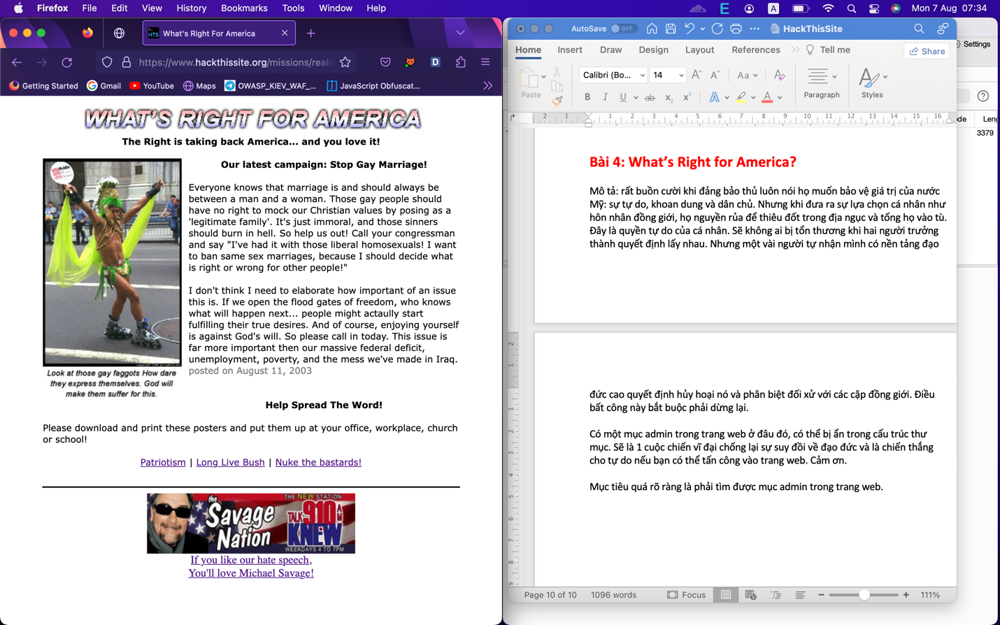 Firefox File Edit View History Bookmarks Tools Window Help
A
Mon 7 Aug 07:34
What's Right For America
https://www.hackthissite.org/missions/realis
Getting Started Gmail YouTube Maps OWASP_KIEV_WAF_... JavaScript Obfuscat...
WHAT'S RIGHT FOR AMERICA
The Right is taking back America... and you love it!
Our latest campaign: Stop Gay Marriage!
Everyone knows that marriage is and should always be
between a man and a woman. Those gay people should
have no right to mock our Christian values by posing as a
'legitimate family'. It's just immoral, and those sinners
should burn in hell. So help us out! Call your congressman
and say "I've had it with those liberal homosexuals! I want
to ban same sex marriages, because I should decide what
is right or wrong for other people!"
I don't think I need to elaborate how important of an issue
this is. If we open the flood gates of freedom, who knows
what will happen next... people might actaully start
fulfilling their true desires. And of course, enjoying yourself
is against God's will. So please call in today. This issue is
far more important then our massive federal deficit,
unemployment, poverty, and the mess we've made in Iraq.
posted on August 11, 2003
Look at those gay faggots How dare
they express themselves. God will
make them suffer for this.
Help Spread The Word!
Please download and print these posters and put them up at your office, workplace, church
or school!
Patriotism | Long Live Bush | Nuke the bastards!
THE NEW STATION
the Savage Nation
TALK 910 AM
KNEW
WEEKDAYS 4 TO 7PM
If you like our hate speech,
You'll love Michael Savage!
AutoSave OFF
HackThisSite
Home Insert Draw Design Layout References Tell me
Share
Paste
Calibri (Bo... 14
Paragraph
Styles
2 1 1 2 3 4 5 6 7 8 9 10 11 12 13 14 15 16
Bài 4: What's Right for America?
Mô tả: rất buồn cười khi đảng bảo thủ luôn nói họ muốn bảo vệ giá trị của nước
Mỹ: sự tự do, khoan dung và dân chủ. Nhưng khi đưa ra sự lựa chọn cá nhân như
hôn nhân đồng giới, họ nguyền rủa để thiêu đốt trong địa ngục và tống họ vào tù.
Đây là quyền tự do của cá nhân. Sẽ không ai bị tổn thương khi hai người trưởng
thành quyết định lấy nhau. Nhưng một vài người tự nhận mình có nền tảng đạo
đức cao quyết định hủy hoại nó và phân biệt đối xử với các cặp đồng giới. Điều
bất công này bắt buộc phải dừng lại.
Có một mục admin trong trang web ở đâu đó, có thể bị ẩn trong cấu trúc thư
mục. Sẽ là 1 cuộc chiến vĩ đại chống lại sự suy đồi về đạo đức và là chiến thắng
cho tự do nếu bạn có thể tấn công vào trang web. Cảm ơn.
Mục tiêu quá rõ ràng là phải tìm được mục admin trong trang web.
Page 10 of 10 1096 words Focus 111%
Settings
ode Leng
3379